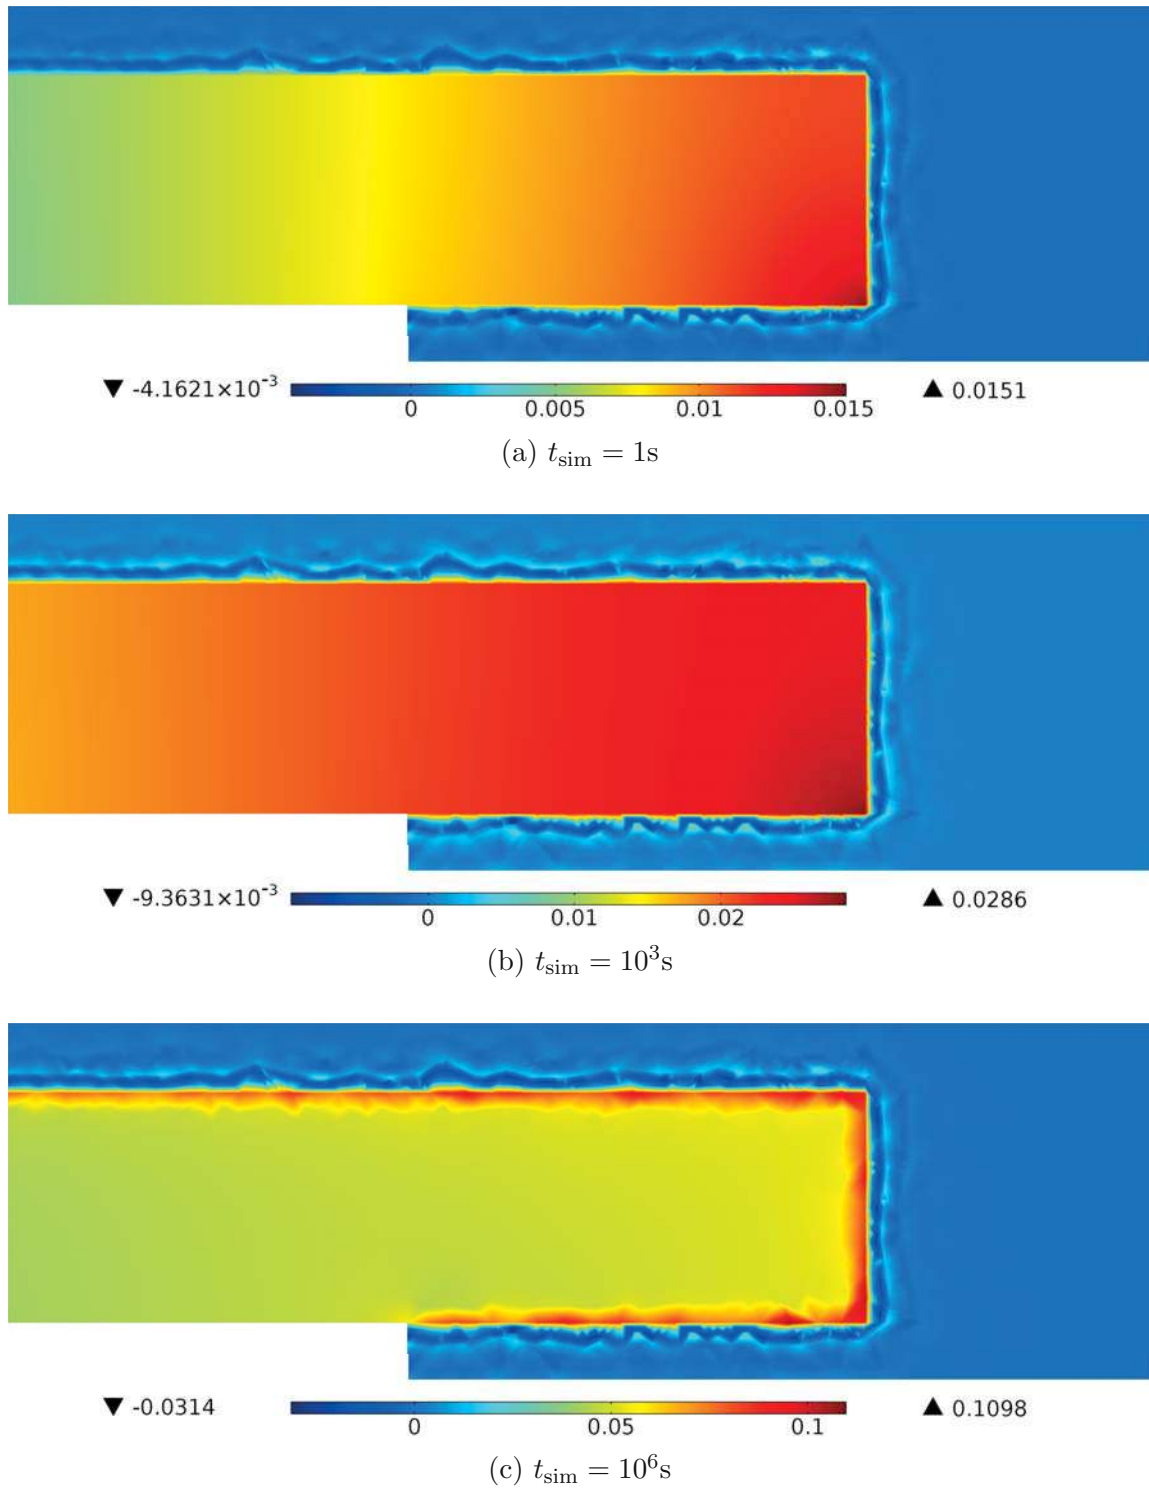 ▼ -4.1621×10⁻³ 0 0.005 0.01 0.015 ▲ 0.0151
(a) t_sim = 1s
▼ -9.3631×10⁻³ 0 0.01 0.02 ▲ 0.0286
(b) t_sim = 10³s
▼ -0.0314 0 0.05 0.1 ▲ 0.1098
(c) t_sim = 10⁶s